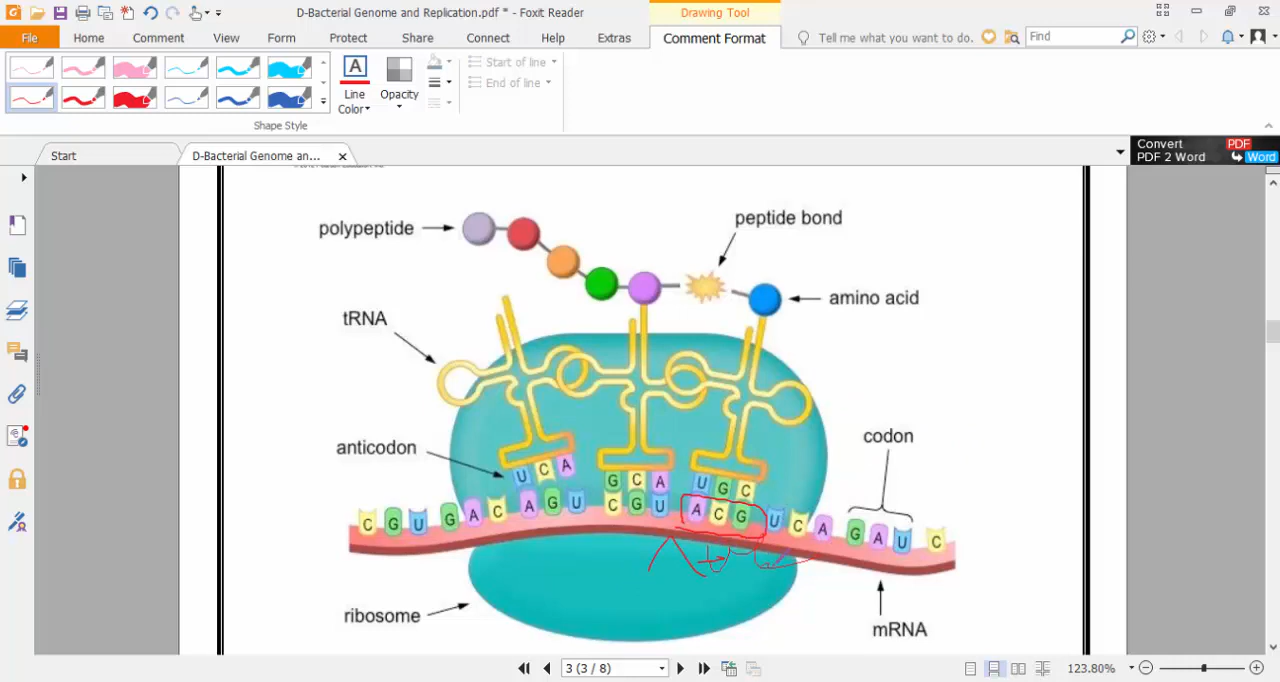 D-Bacterial Genome and Replication.pdf * - Foxit Reader
Drawing Tool
File Home Comment View Form Protect Share Connect Help Extras Comment Format Tell me what you want to do. Find
Line Color
Opacity
Start of line
End of line
Shape Style
Start
D-Bacterial Genome an...
Convert PDF
PDF 2 Word Word
polypeptide
peptide bond
amino acid
tRNA
anticodon
codon
U C A G C A U G C
C G U G A C A G U C G U A C G U C A G A U C
ribosome
mRNA
3 (3 / 8)
123.80%